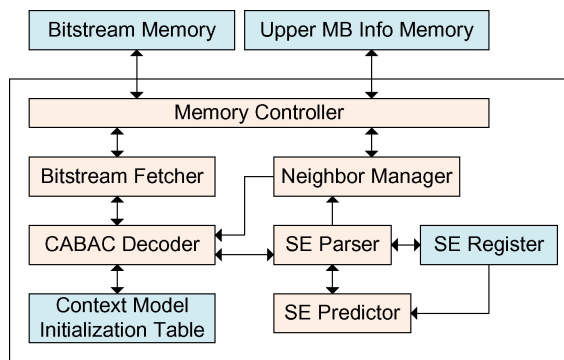 Bitstream Memory
Upper MB Info Memory
Memory Controller
Bitstream Fetcher
Neighbor Manager
CABAC Decoder
SE Parser
SE Register
Context Model
Initialization Table
SE Predictor